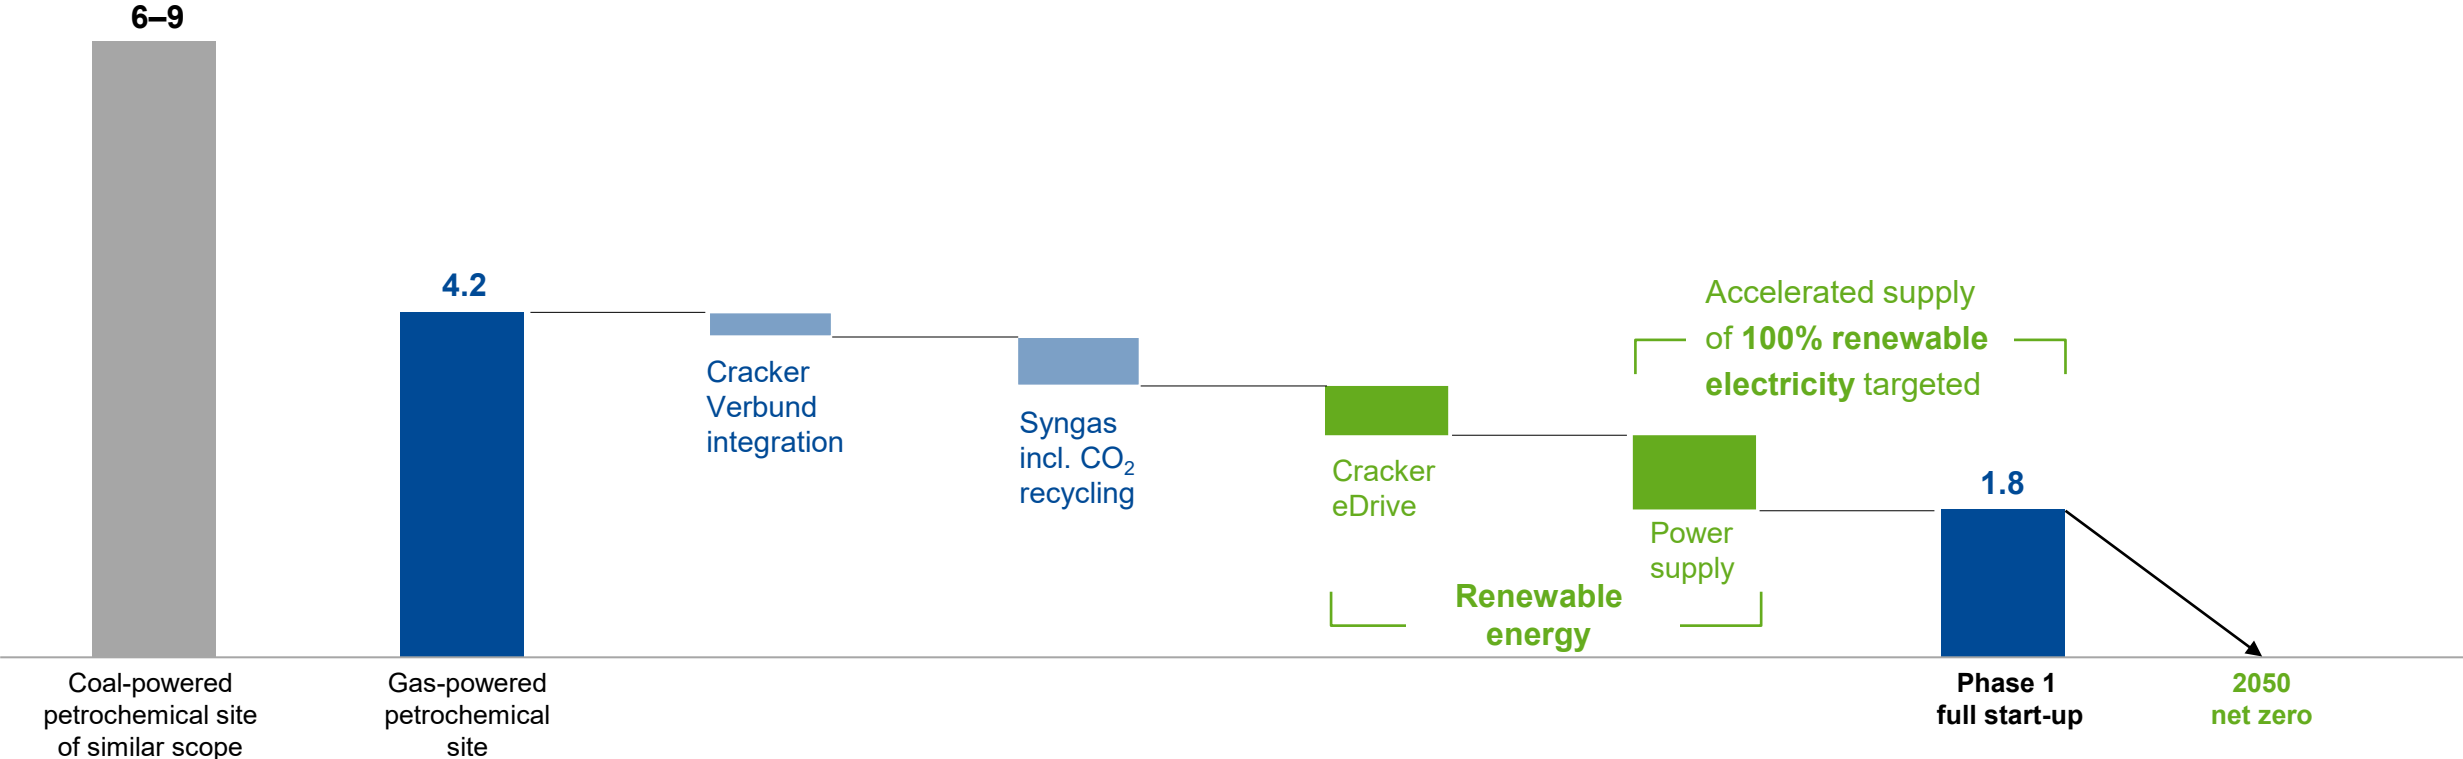 6–9
4.2
Cracker
Verbund
integration
Syngas
incl. CO₂
recycling
Cracker
eDrive
Accelerated supply
of 100% renewable
electricity targeted
Power
supply
Renewable
energy
1.8
Coal-powered
petrochemical site
of similar scope
Gas-powered
petrochemical
site
Phase 1
full start-up
2050
net zero